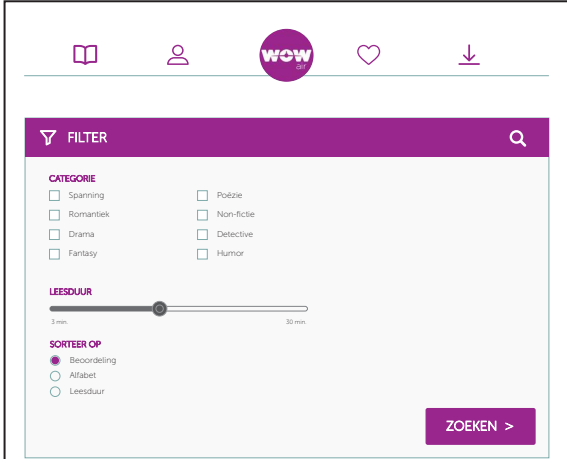 WOW
air
FILTER
CATEGORIE
Spanning
Romantiek
Drama
Fantasy
Poëzie
Non-fictie
Detective
Humor
LEESDUUR
3 min.
30 min.
SORTEER OP
Beoordeling
Alfabet
Leesduur
ZOEKEN >